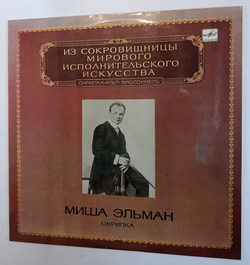 ИЗ СОКРОВИЩНИЦЫ
МИРОВОГО
ИСПОЛНИТЕЛЬСКОГО
ИСКУССТВА
СКРИПКА•АЛЬТ•ВИОЛОНЧЕЛЬ
МИША ЭЛЬМАН
СКРИПКА